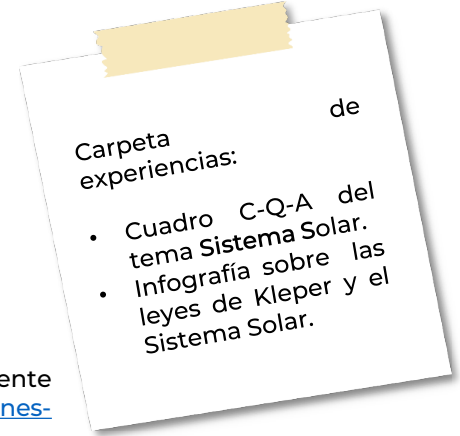 Carpeta de
experiencias:
• Cuadro C-Q-A del
tema Sistema Solar.
• Infografía sobre las
leyes de Kleper y el
Sistema Solar.
ente
nes-